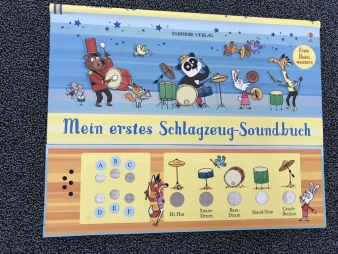 USBORNE VERLAG
Erste
Beats
meistern
Mein erstes Schlagzeug-Soundbuch
A B C
D E F
Hi-Hat
Snare-
Drum
Bass-
Drum
Stand-Tom
Crash-
Becken